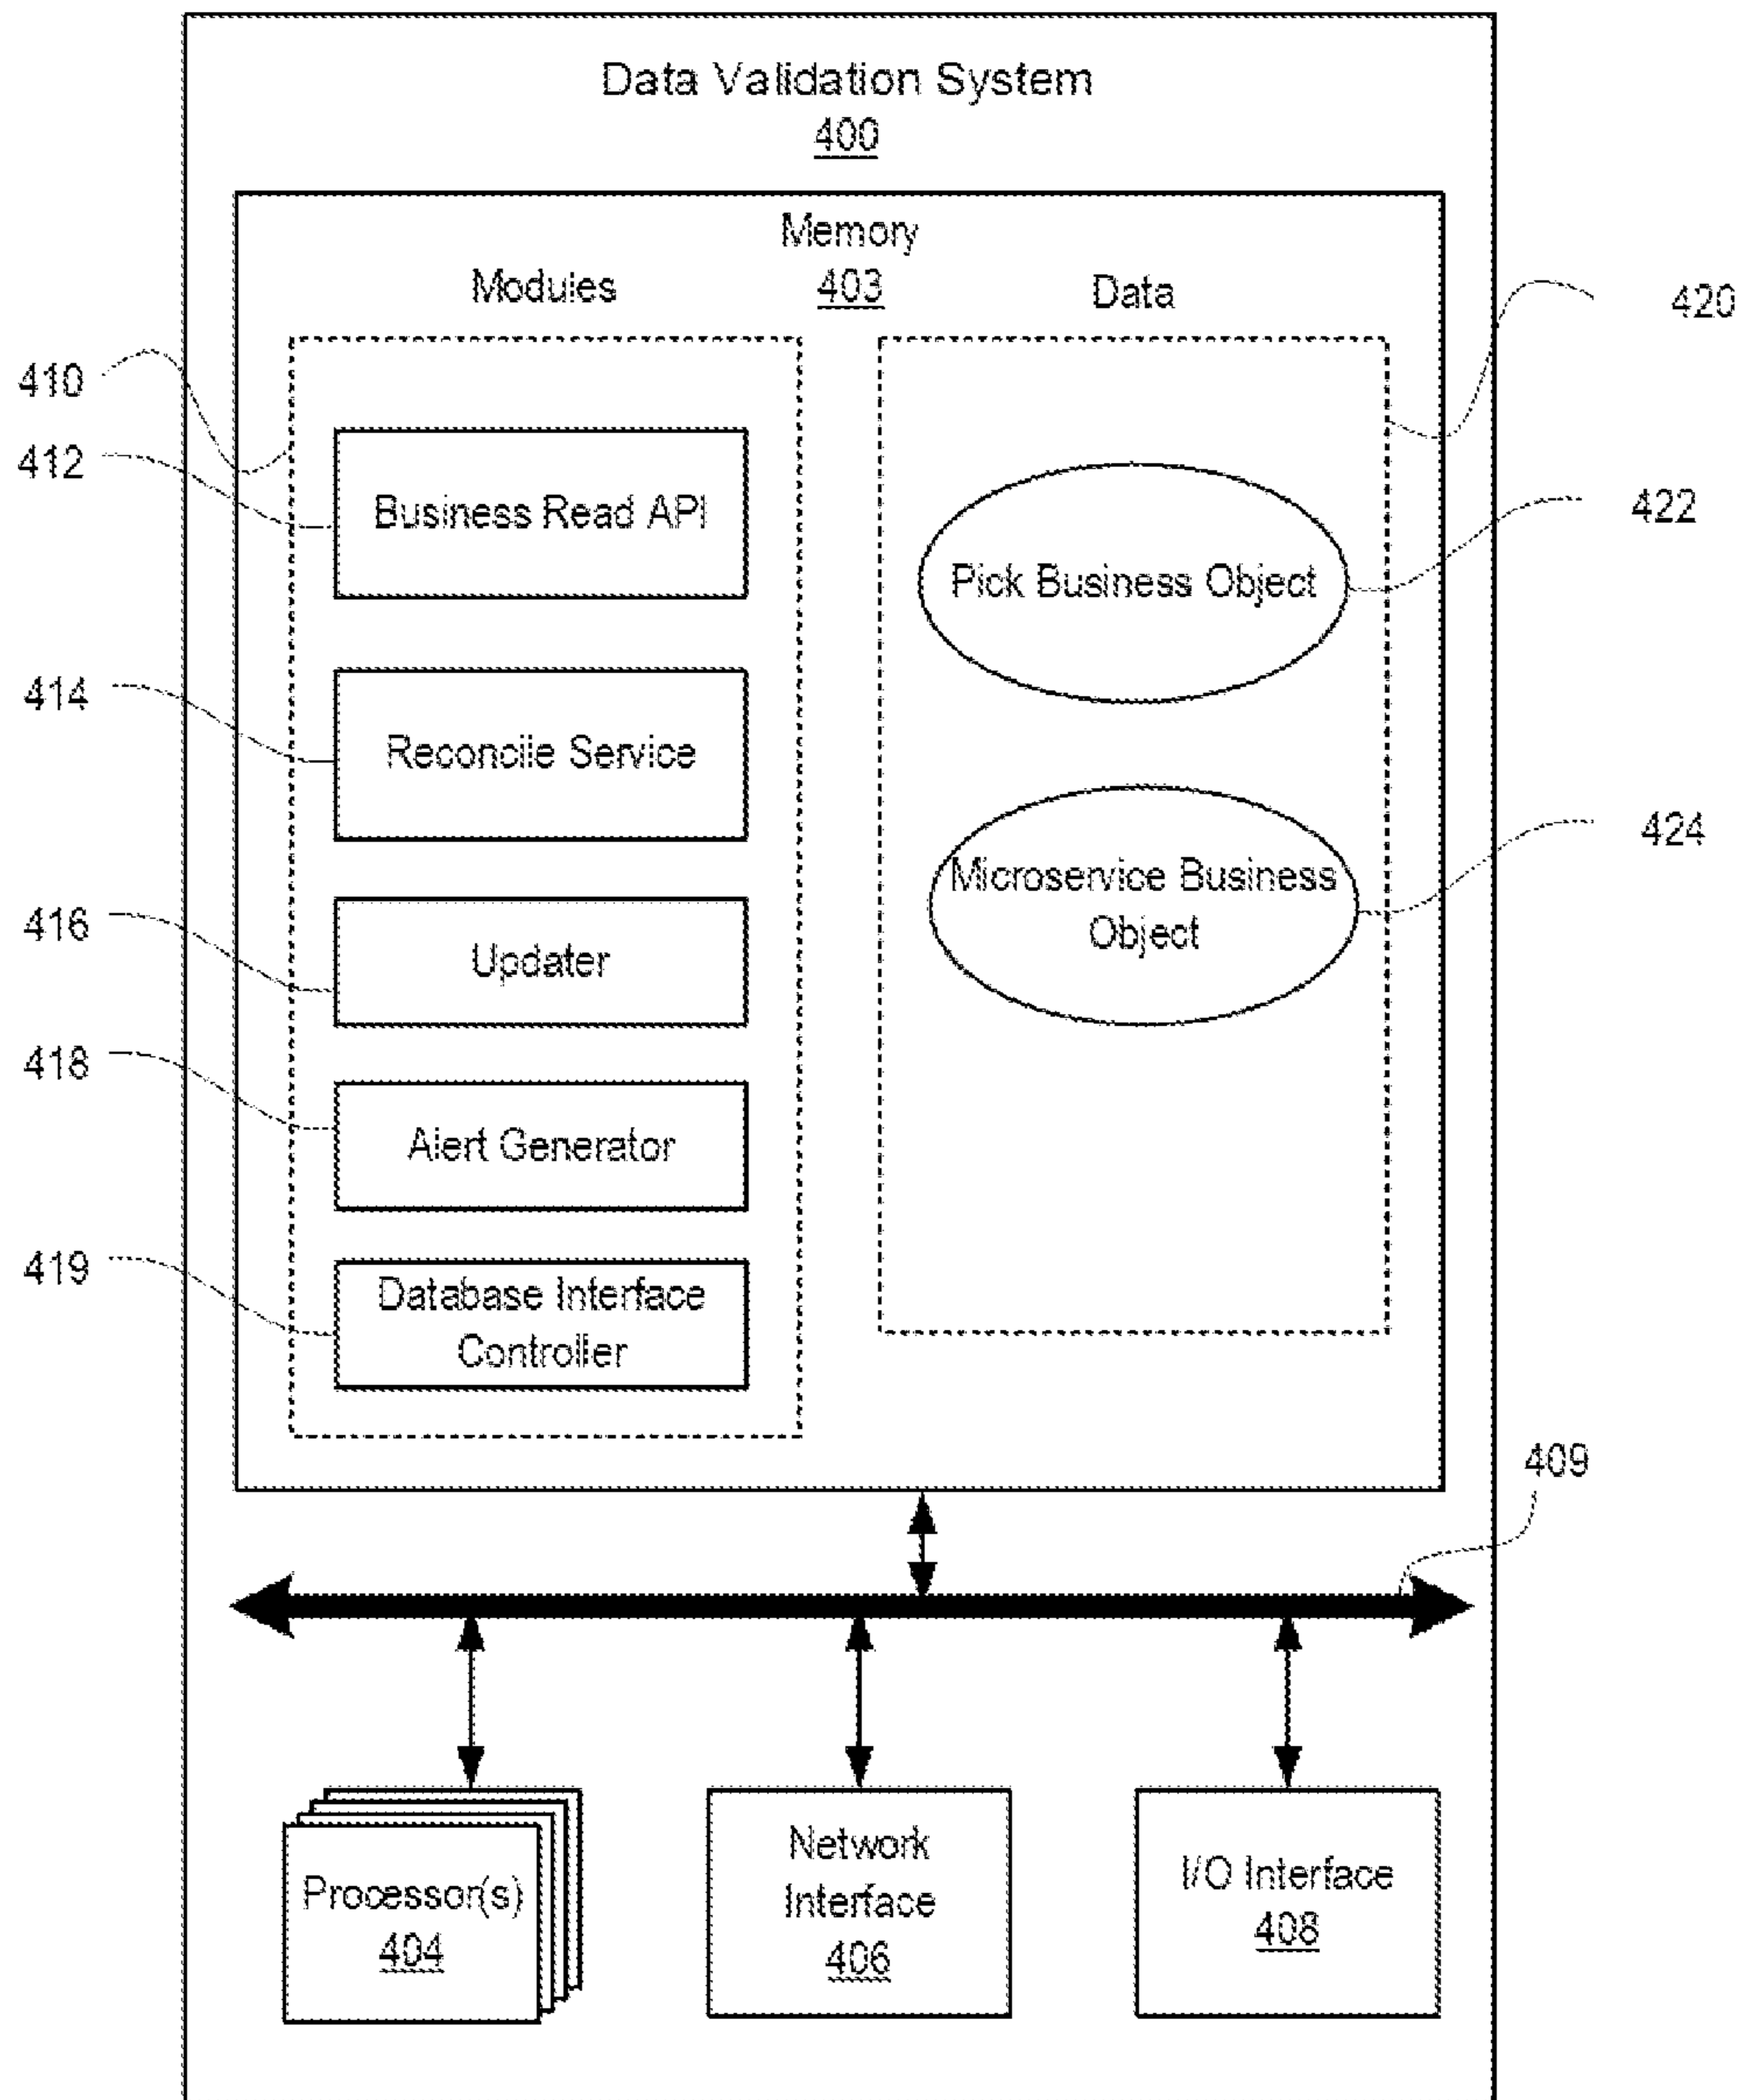 Data Validation System
400
Memory
403
Modules
Data
420
410
412
Business Read API
422
Pick Business Object
414
Reconcile Service
424
Microservice Business
Object
416
Updater
418
Alert Generator
419
Database Interface
Controller
409
Processor(s)
404
Network
Interface
406
I/O Interface
408